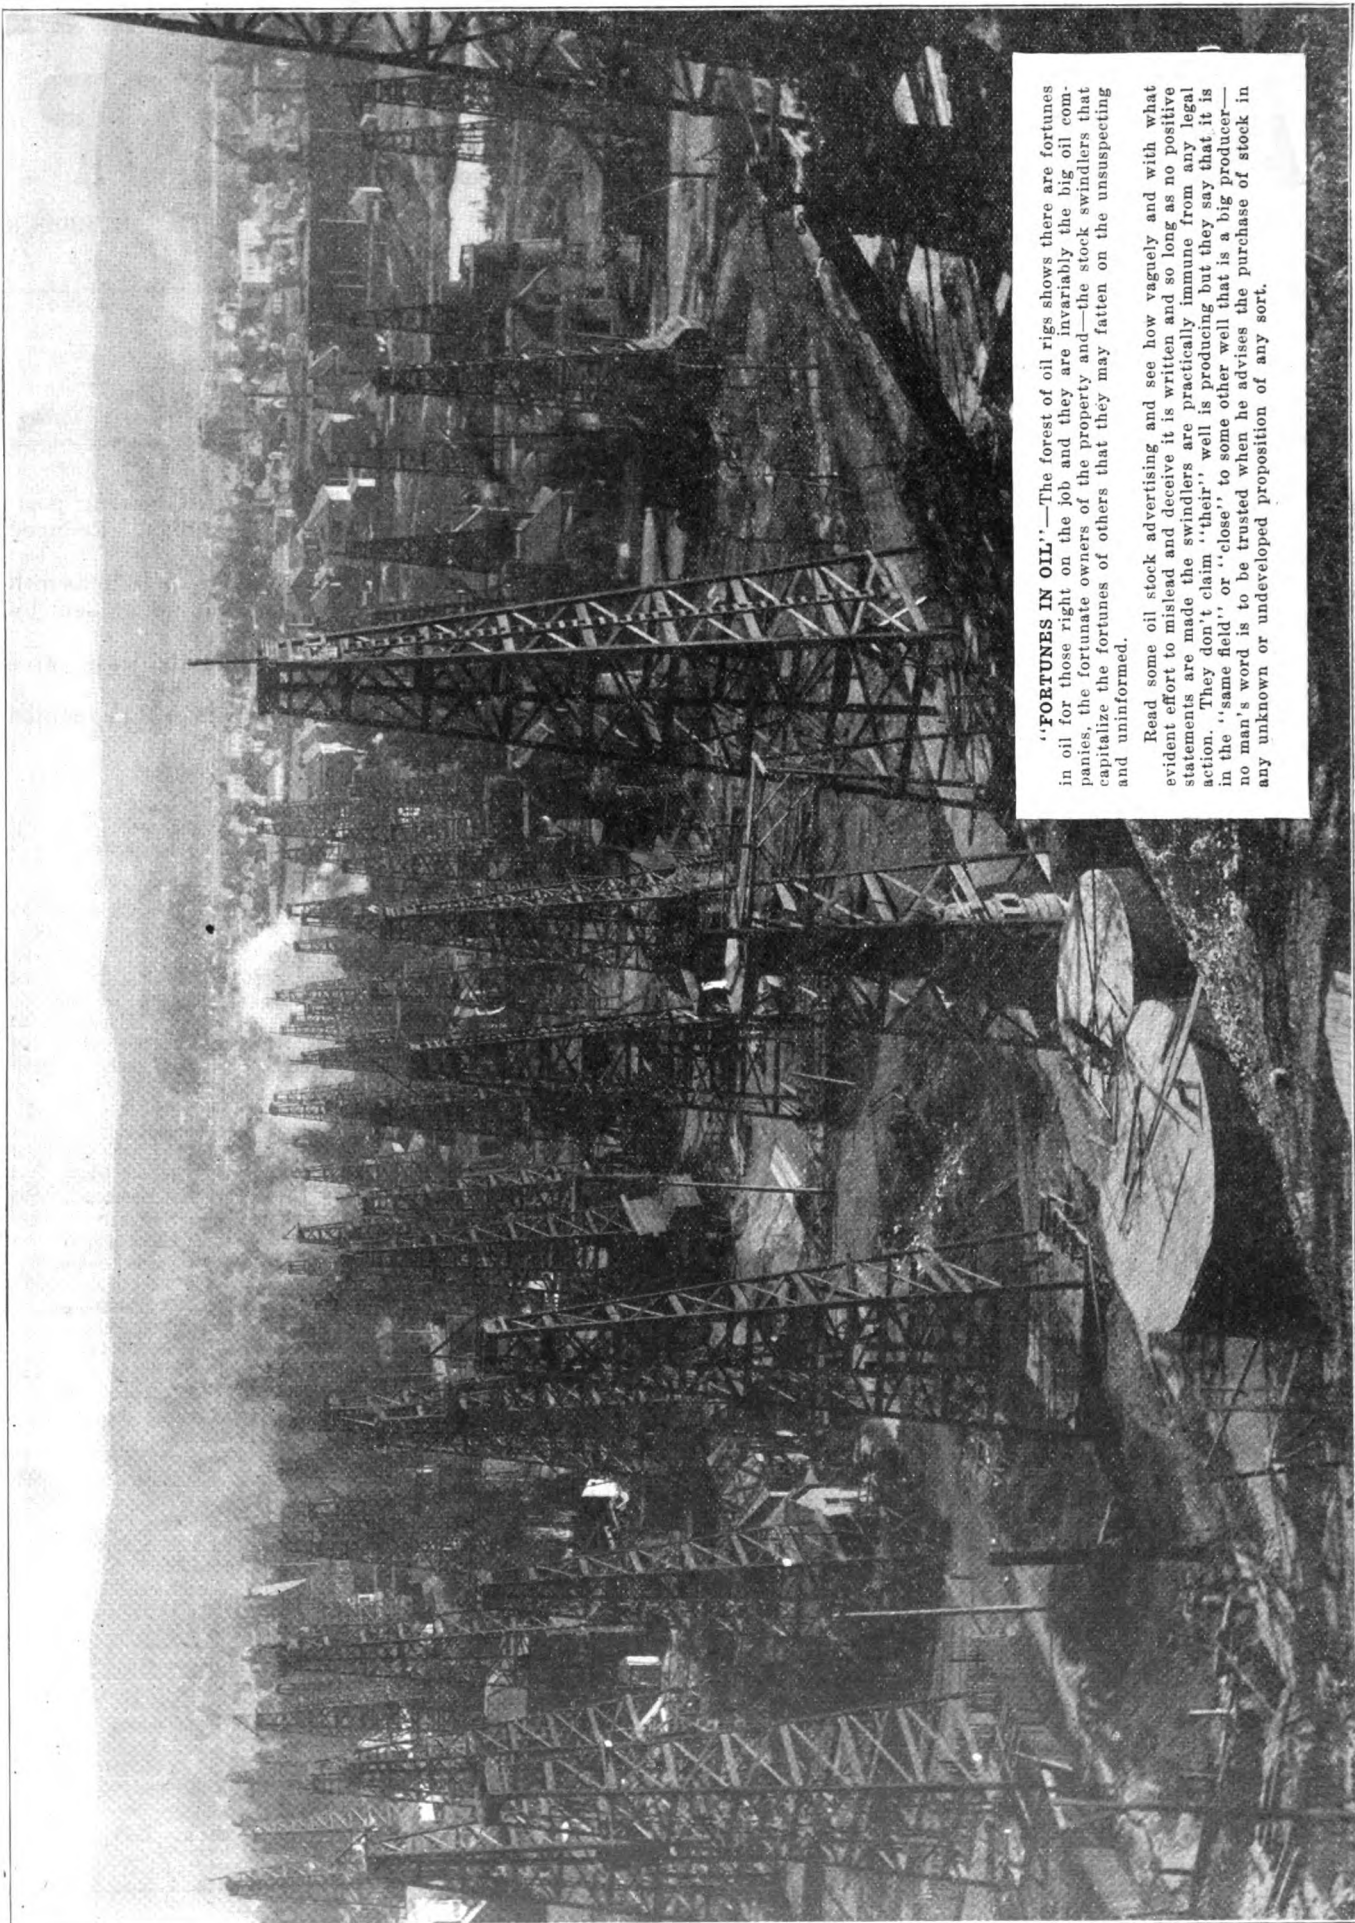 "FORTUNES IN OIL"—The forest of oil rigs shows there are fortunes
in oil for those right on the job and they are invariably the big oil com-
panies, the fortunate owners of the property and—the stock swindlers that
capitalize the fortunes of others that they may fatten on the unsuspecting
and uninformed.
Read some oil stock advertising and see how vaguely and with what
evident effort to mislead and deceive it is written and so long as no positive
statements are made the swindlers are practically immune from any legal
action. They don't claim "their" well is producing but they say that it is
in the "same field" or "close" to some other well that is a big producer—
no man's word is to be trusted when he advises the purchase of stock in
any unknown or undeveloped proposition of any sort.